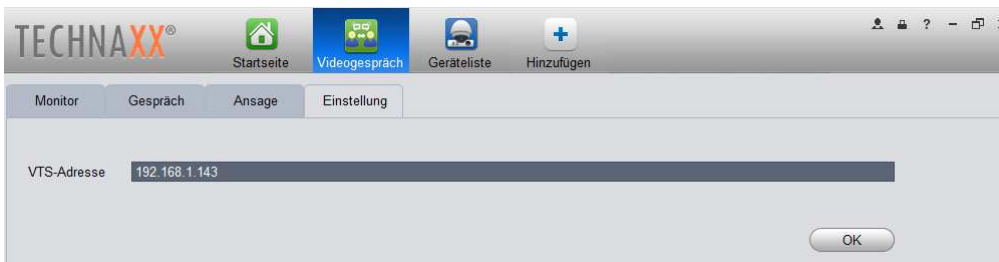 TECHNAXX®
Startseite Videogespräch Geräteliste Hinzufügen
?
Monitor Gespräch Ansage Einstellung
VTS-Adresse 192.168.1.143
OK